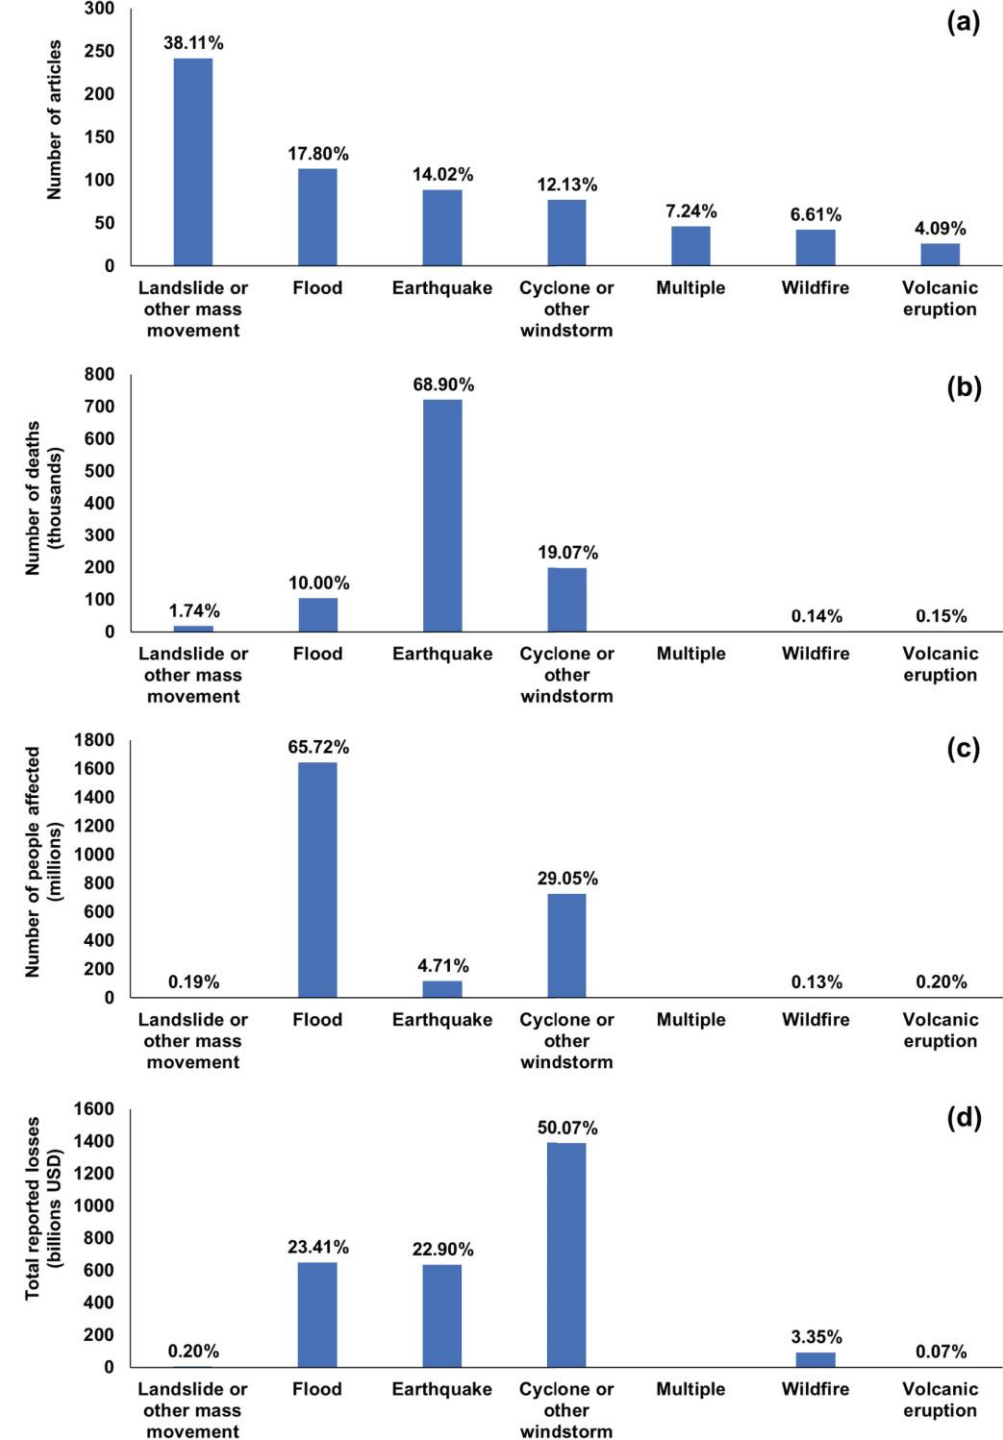 (a)
Number of articles
300
250
200
150
100
50
0
38.11%
17.80%
14.02%
12.13%
7.24%
6.61%
4.09%
Landslide or
other mass
movement
Flood
Earthquake
Cyclone or
other
windstorm
Multiple
Wildfire
Volcanic
eruption
(b)
Number of deaths
(thousands)
800
700
600
500
400
300
200
100
0
1.74%
10.00%
68.90%
19.07%
0.14%
0.15%
Landslide or
other mass
movement
Flood
Earthquake
Cyclone or
other
windstorm
Multiple
Wildfire
Volcanic
eruption
(c)
Number of people affected
(millions)
1800
1600
1400
1200
1000
800
600
400
200
0
0.19%
65.72%
4.71%
29.05%
0.13%
0.20%
Landslide or
other mass
movement
Flood
Earthquake
Cyclone or
other
windstorm
Multiple
Wildfire
Volcanic
eruption
(d)
Total reported losses
(billions USD)
1600
1400
1200
1000
800
600
400
200
0
0.20%
23.41%
22.90%
50.07%
3.35%
0.07%
Landslide or
other mass
movement
Flood
Earthquake
Cyclone or
other
windstorm
Multiple
Wildfire
Volcanic
eruption